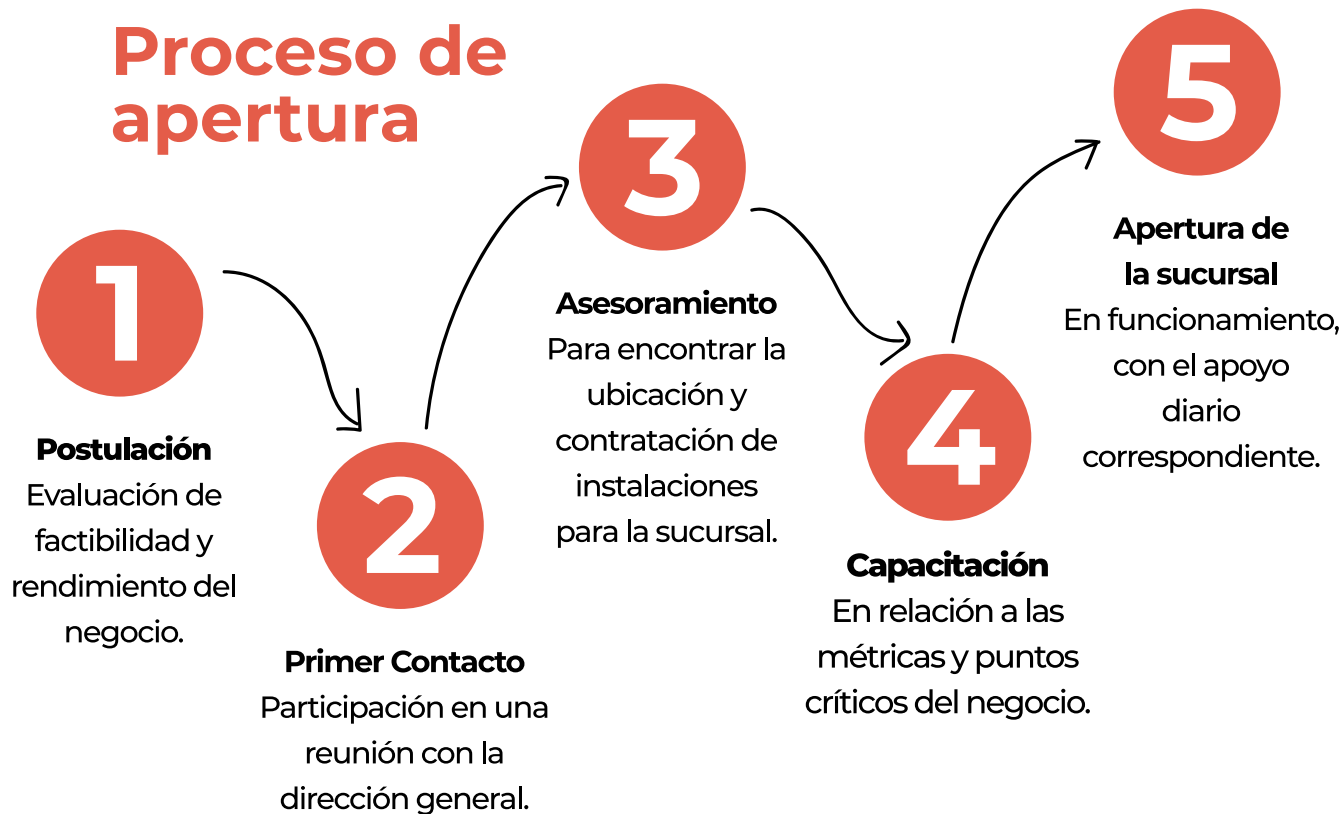 Proceso de
apertura
1
Postulación
Evaluación de
factibilidad y
rendimiento del
negocio.
2
Primer Contacto
Participación en una
reunión con la
dirección general.
3
Asesoramiento
Para encontrar la
ubicación y
contratación de
instalaciones
para la sucursal.
4
Capacitación
En relación a las
métricas y puntos
críticos del negocio.
5
Apertura de
la sucursal
En funcionamiento,
con el apoyo
diario
correspondiente.